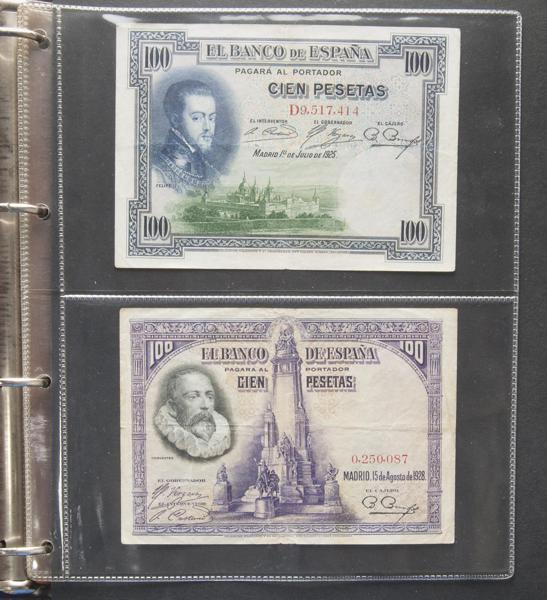 100 EL BANCO DE ESPAÑA 100
PAGARÁ AL PORTADOR
CIEN PESETAS
D9,517,414
EL INTERVENTOR EL GOBERNADOR EL CAJERO
MADRID 1º DE JULIO DE 1925.
FELIPE
100 100
100 EL BANCO DE ESPAÑA 100
PAGARÁ AL PORTADOR
CIEN PESETAS
CERVANTES
0,250,087
MADRID, 15 de Agosto de 1928.
EL GOBERNADOR
EL CAJERO